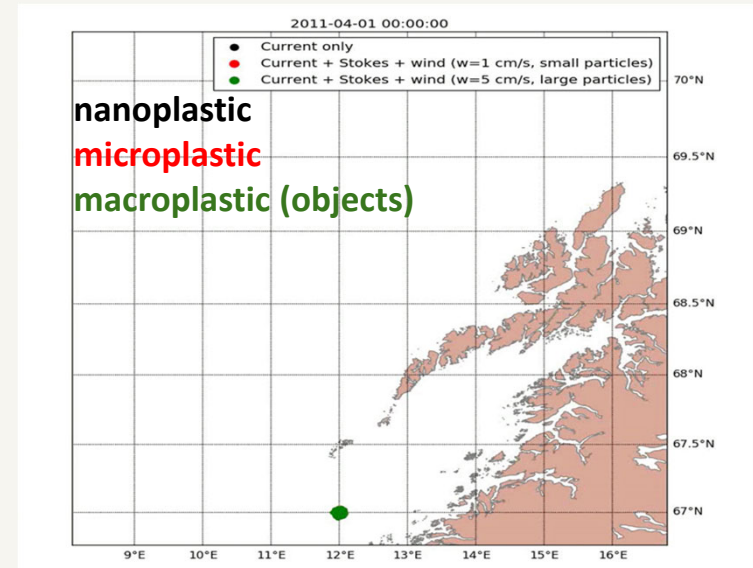 2011-04-01 00:00:00
Current only
Current + Stokes + wind (w=1 cm/s, small particles)
Current + Stokes + wind (w=5 cm/s, large particles)
70°N
nanoplastic
microplastic
69.5°N
macroplastic (objects)
69°N
68.5°N
68°N
67.5°N
67°N
9°E 10°E 11°E 12°E 13°E 14°E 15°E 16°E